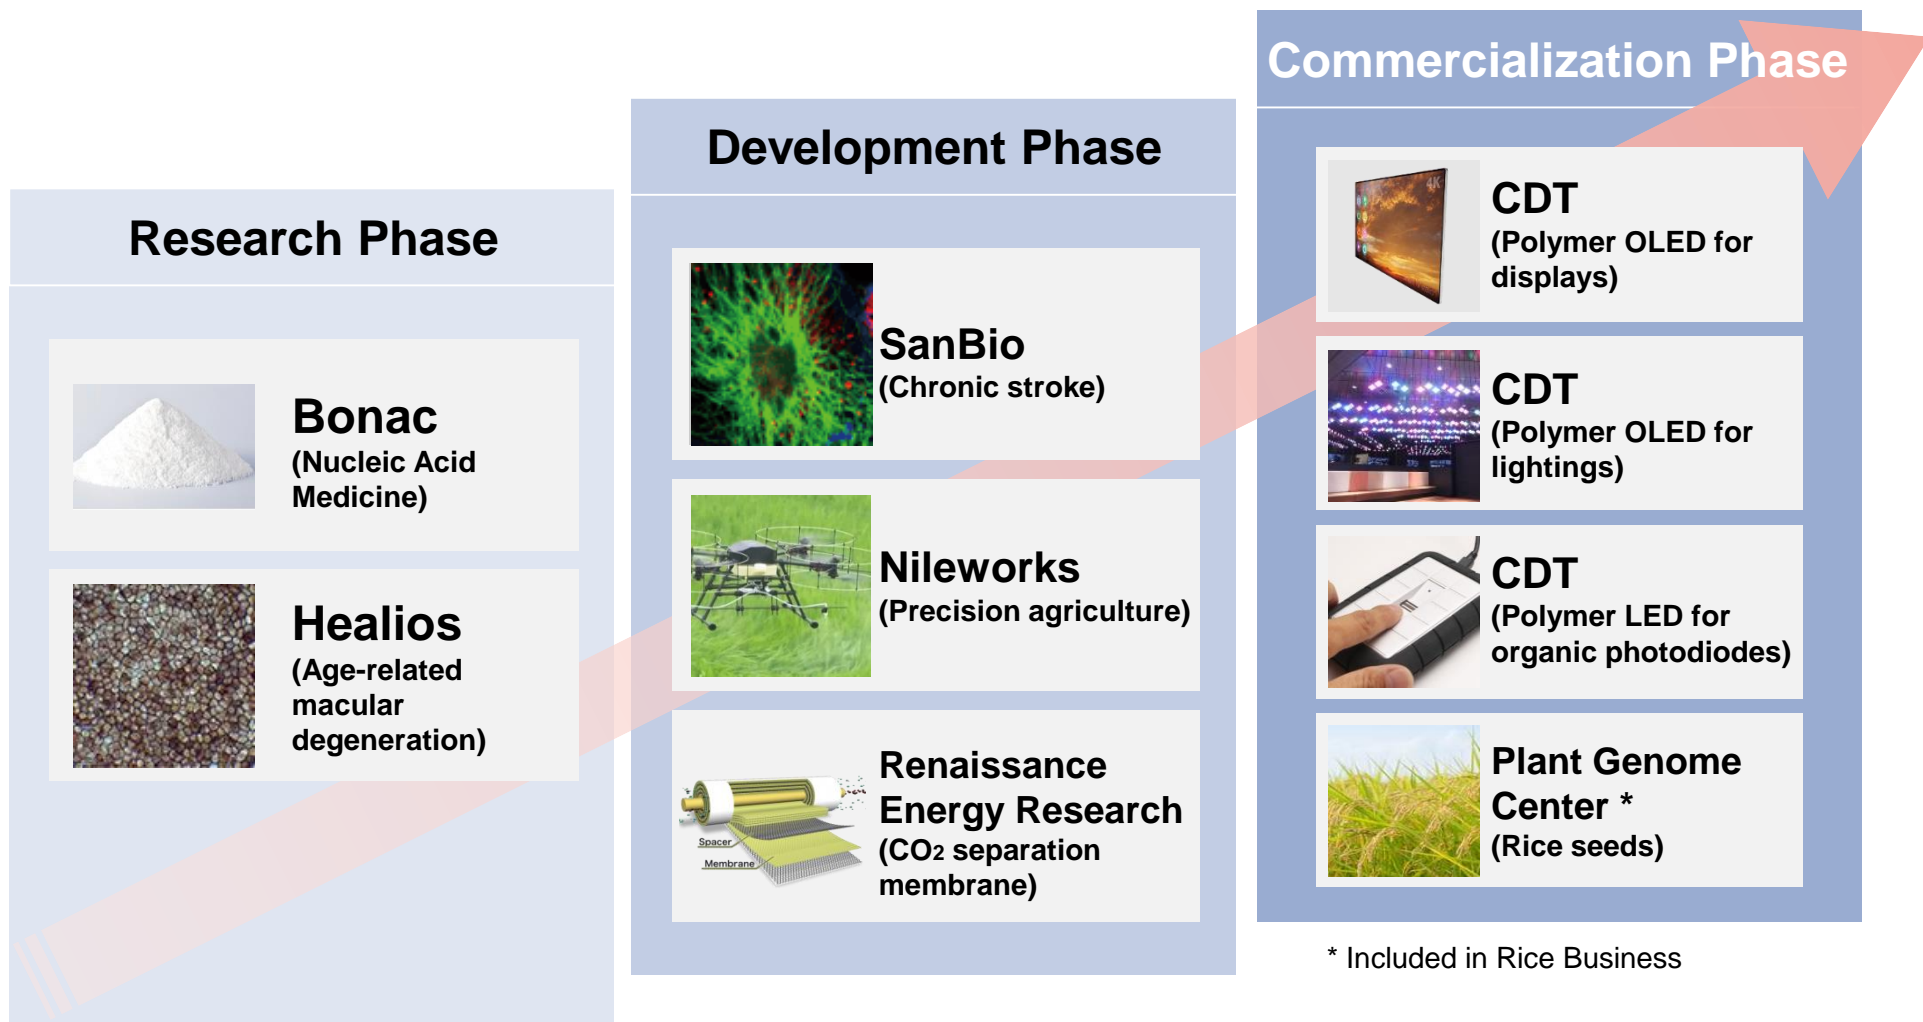 Research Phase
Bonac
(Nucleic Acid
Medicine)
Healios
(Age-related
macular
degeneration)
Development Phase
SanBio
(Chronic stroke)
Nileworks
(Precision agriculture)
Spacer
Membrane
Renaissance
Energy Research
(CO2 separation
membrane)
Commercialization Phase
4K
CDT
(Polymer OLED for
displays)
CDT
(Polymer OLED for
lightings)
CDT
(Polymer LED for
organic photodiodes)
Plant Genome
Center *
(Rice seeds)
* Included in Rice Business